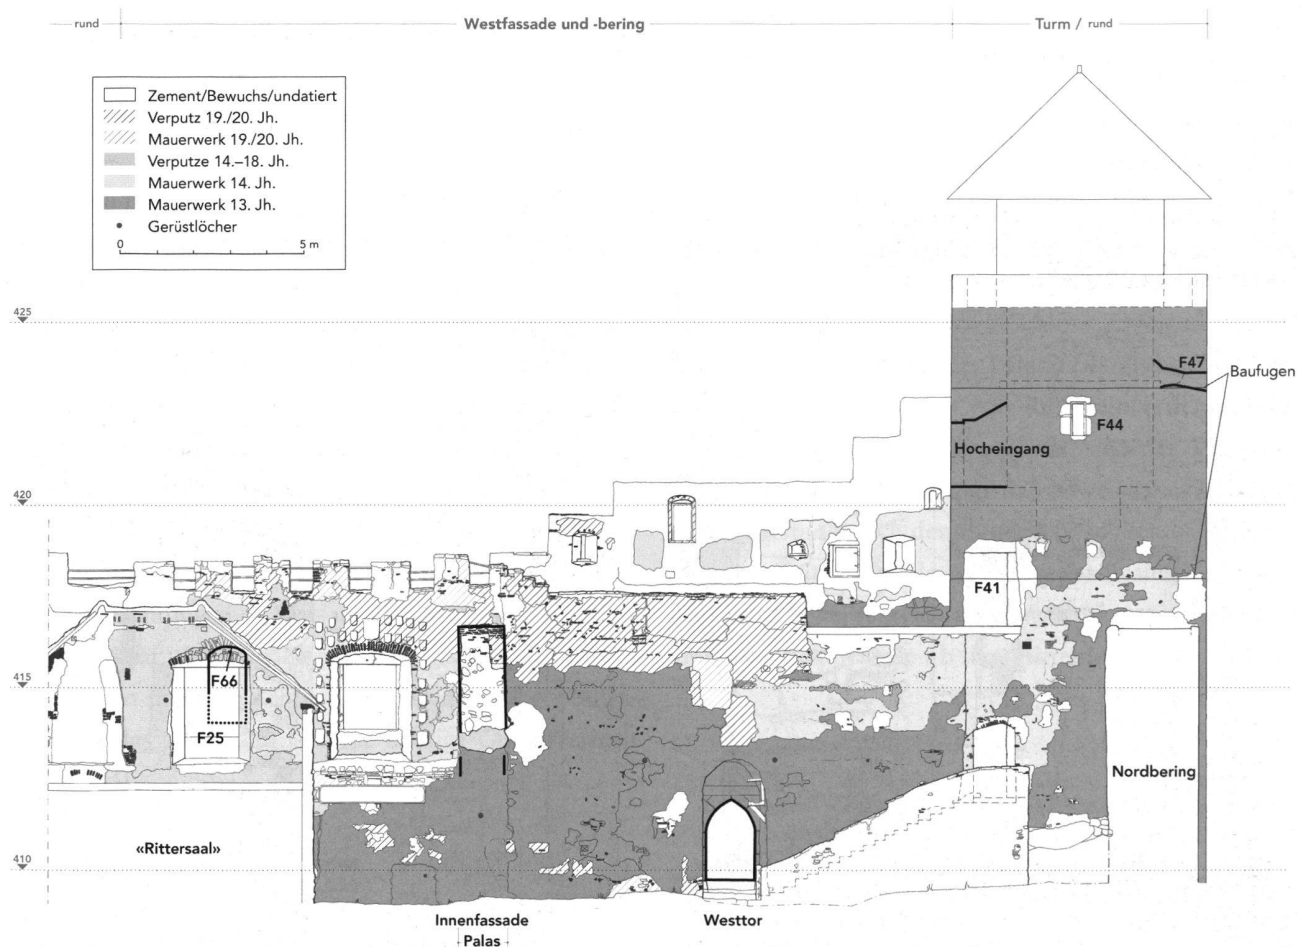 rund
Westfassade und -bering
Turm / rund
Zement/Bewuchs/undatiert
Verputz 19./20. Jh.
Mauerwerk 19./20. Jh.
Verputze 14.–18. Jh.
Mauerwerk 14. Jh.
Mauerwerk 13. Jh.
Gerüstlöcher
0 5 m
425
F47
Baufugen
F44
Hocheingang
420
F41
415
F66
F25
Nordbering
«Rittersaal»
410
Innenfassade
Palas
Westtor